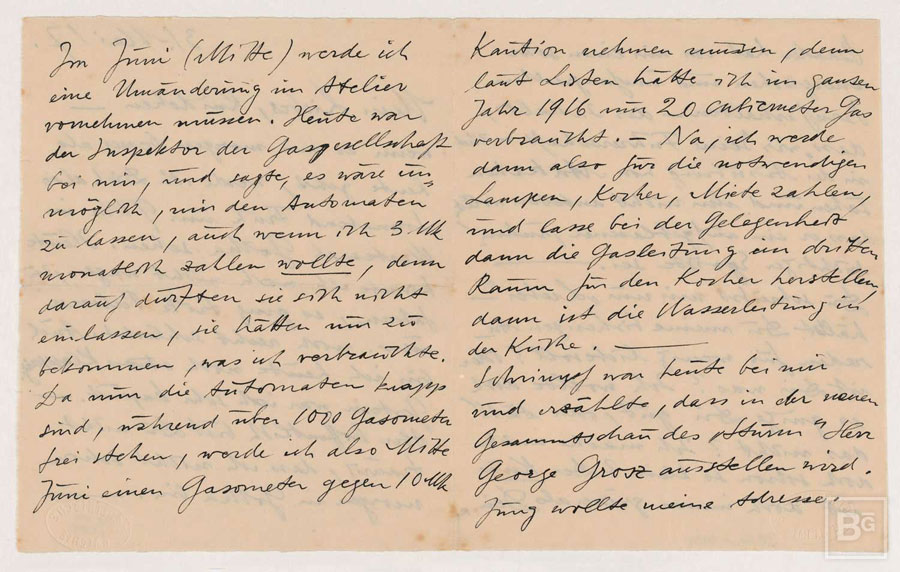 Im Juni (Mitte) werde ich
eine Umänderung im Atelier
vornehmen müssen. Heute war
der Inspektor der Gasgesellschaft
bei mir, und sagte, es wäre un=
möglich, mir den Automaten
zu lassen, auch wenn ich 3 Mk
monatlich zahlen wollte, denn
darauf dürften sie sich nicht
einlassen, sie hätten nur zu
bekommen, was ich verbrauchte.
Da nun die Automaten knapp
sind, während über 1000 Gasometer
frei stehen, werde ich also Mitte
Juni einen Gasometer gegen 10 Mk
Kaution nehmen müssen, denn
laut Listen hätte ich im ganzen
Jahr 1916 nur 20 Cubicmeter Gas
verbraucht. — Na, ich werde
dann also für die notwendigen
Lampen, Kocher, Miete zahlen,
und lasse bei der Gelegenheit
dann die Gasleitung im dritten
Raum für den Kocher herstellen,
dann ist die Wasserleitung in
der Küche. —
Schrimpf war heute bei mir
und erzählte, dass in der neuen
Gesammtschau des „Sturm" Herr
George Grosz ausstellen wird.
Jung wollte meine Adresse.
BG